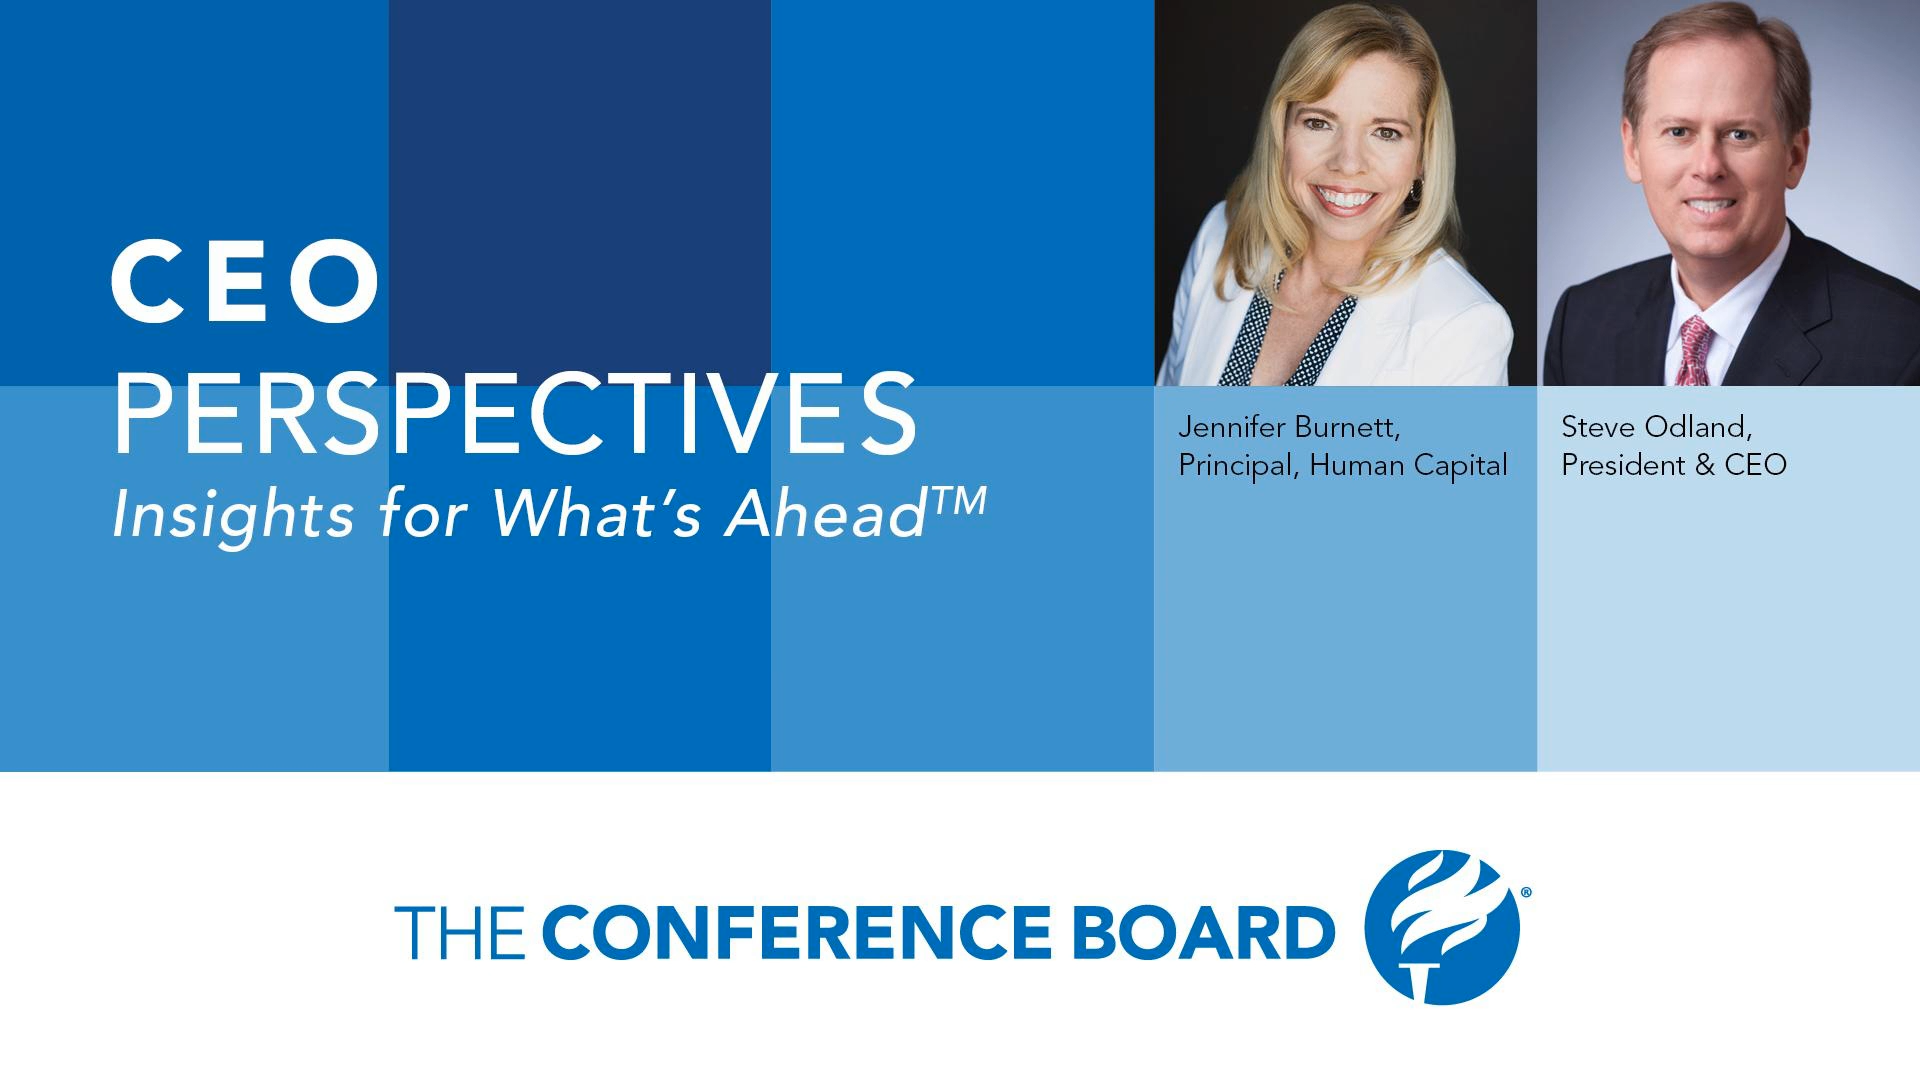 CEO
PERSPECTIVES
Insights for What's Ahead™
Jennifer Burnett,
Principal, Human Capital
Steve Odland,
President & CEO
THE CONFERENCE BOARD ®